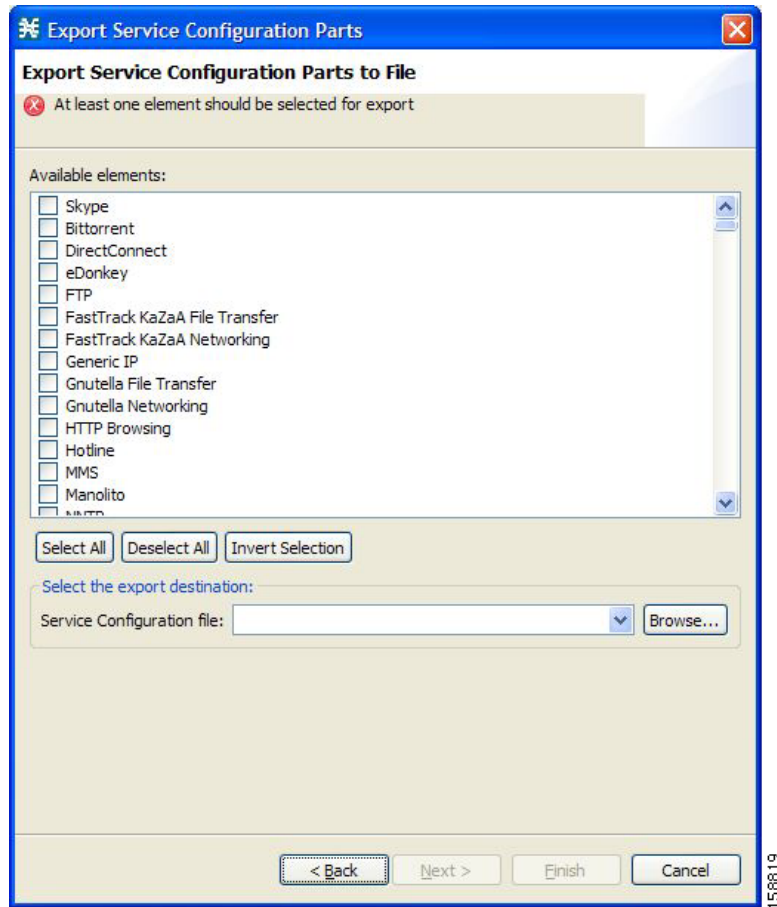 Export Service Configuration Parts
Export Service Configuration Parts to File
At least one element should be selected for export
Available elements:
Skype
Bittorrent
DirectConnect
eDonkey
FTP
FastTrack KaZaA File Transfer
FastTrack KaZaA Networking
Generic IP
Gnutella File Transfer
Gnutella Networking
HTTP Browsing
Hotline
MMS
Manolito
NNTP
Select All Deselect All Invert Selection
Select the export destination:
Service Configuration file: Browse...
< Back Next > Finish Cancel
158819